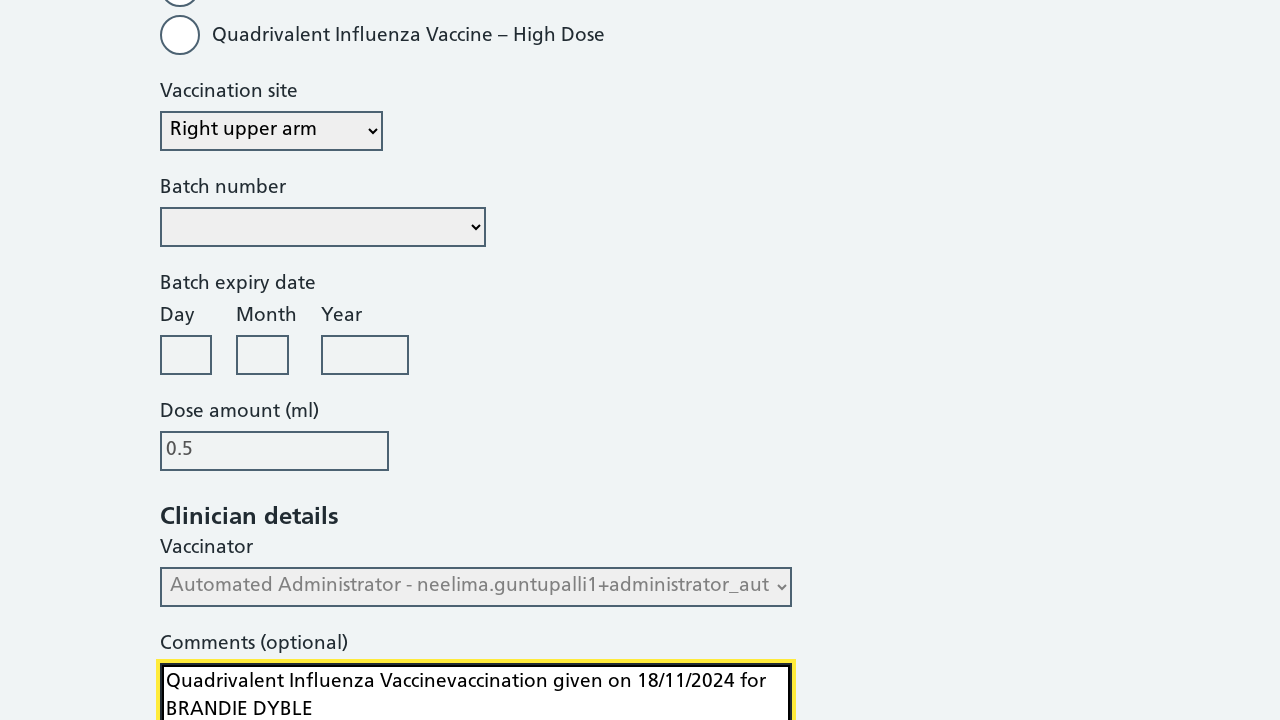 Quadrivalent Influenza Vaccine – High Dose
Vaccination site
Right upper arm
Batch number
Batch expiry date
Day Month Year
Dose amount (ml)
0.5
Clinician details
Vaccinator
Automated Administrator - neelima.guntupalli1+administrator_aut
Comments (optional)
Quadrivalent Influenza Vaccinevaccination given on 18/11/2024 for
BRANDIE DYBLE